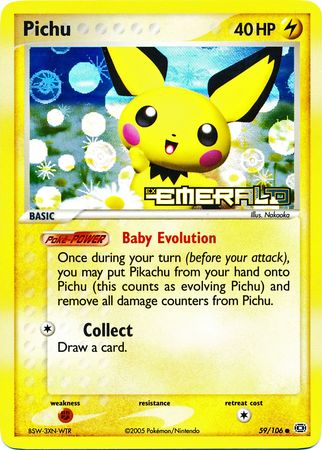 Pichu 40 HP
EX
EMERALD
BASIC Illus. Nakaoka
Poké-POWER Baby Evolution
Once during your turn (before your attack),
you may put Pikachu from your hand onto
Pichu (this counts as evolving Pichu) and
remove all damage counters from Pichu.
Collect
Draw a card.
weakness resistance retreat cost
BSW-3XN-WTR ©2005 Pokémon/Nintendo 59/106